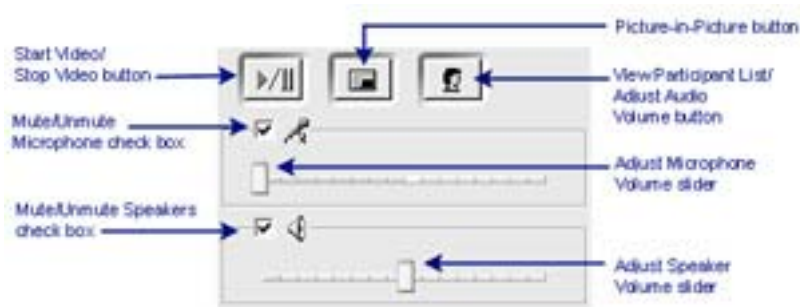 Picture-in-Picture button
Start Video/
Stop Video button
View Participant List/
Adjust Audio
Volume button
Mute/Unmute
Microphone check box
Adjust Microphone
Volume slider
Mute/Unmute Speakers
check box
Adjust Speaker
Volume slider